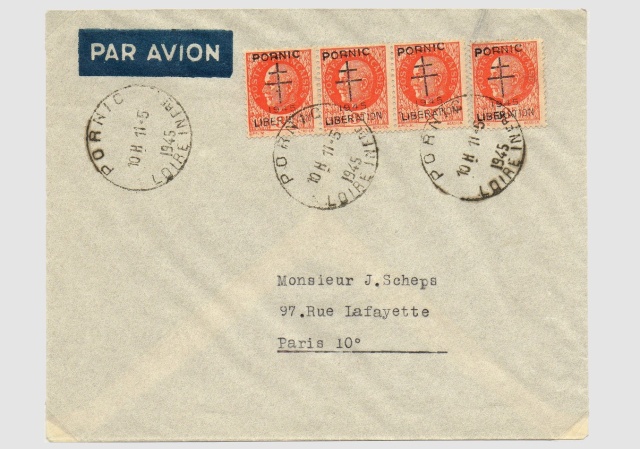 PAR AVION
PORNIC PORNIC PORNIC PORNIC
1945 1945 1945 1945
LIBERATION LIBERATION LIBERATION LIBERATION
PORNIC
10 H 11-5
1945
LOIRE INFRE
PORNIC
10 H 11-5
1945
LOIRE INFRE
PORNIC
10 H 11-5
1945
LOIRE INFRE
Monsieur J.Scheps
97.Rue Lafayette
Paris 10°